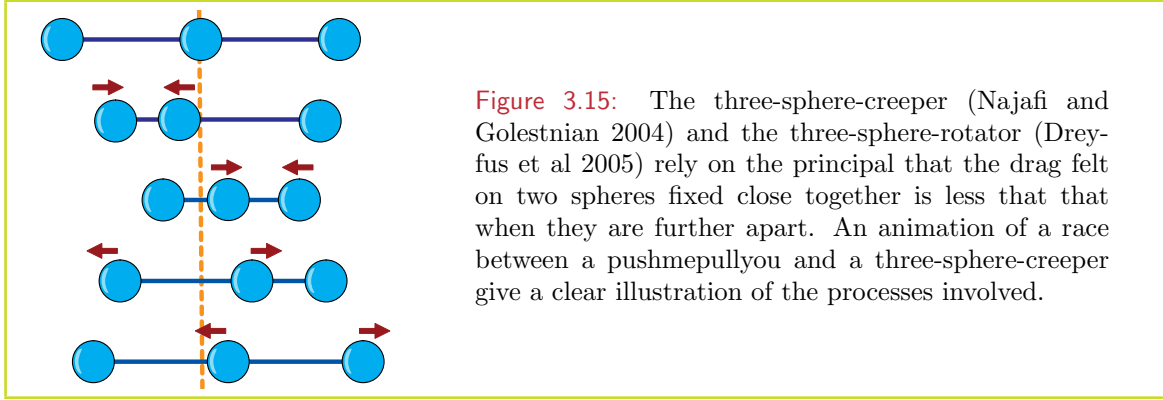 Figure 3.15: The three-sphere-creeper (Najafi and
Golestnian 2004) and the three-sphere-rotator (Drey-
fus et al 2005) rely on the principal that the drag felt
on two spheres fixed close together is less that that
when they are further apart. An animation of a race
between a pushmepullyou and a three-sphere-creeper
give a clear illustration of the processes involved.